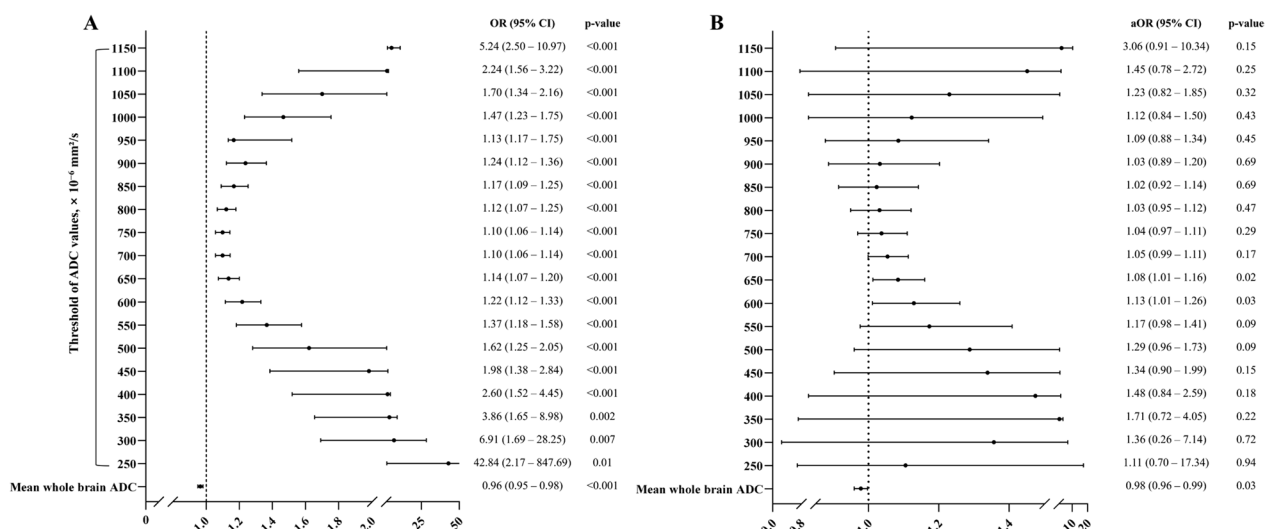 A
OR (95% CI) p-value
1150 5.24 (2.50 – 10.97) <0.001
1100 2.24 (1.56 – 3.22) <0.001
1050 1.70 (1.34 – 2.16) <0.001
1000 1.47 (1.23 – 1.75) <0.001
950 1.13 (1.17 – 1.75) <0.001
900 1.24 (1.12 – 1.36) <0.001
850 1.17 (1.09 – 1.25) <0.001
800 1.12 (1.07 – 1.25) <0.001
750 1.10 (1.06 – 1.14) <0.001
700 1.10 (1.06 – 1.14) <0.001
650 1.14 (1.07 – 1.20) <0.001
600 1.22 (1.12 – 1.33) <0.001
550 1.37 (1.18 – 1.58) <0.001
500 1.62 (1.25 – 2.05) <0.001
450 1.98 (1.38 – 2.84) <0.001
400 2.60 (1.52 – 4.45) <0.001
350 3.86 (1.65 – 8.98) 0.002
300 6.91 (1.69 – 28.25) 0.007
250 42.84 (2.17 – 847.69) 0.01
Mean whole brain ADC 0.96 (0.95 – 0.98) <0.001
Threshold of ADC values, × 10⁻⁶ mm²/s
0 1.0 1.2 1.4 1.6 1.8 2.0 25 50
B
aOR (95% CI) p-value
1150 3.06 (0.91 – 10.34) 0.15
1100 1.45 (0.78 – 2.72) 0.25
1050 1.23 (0.82 – 1.85) 0.32
1000 1.12 (0.84 – 1.50) 0.43
950 1.09 (0.88 – 1.34) 0.45
900 1.03 (0.89 – 1.20) 0.69
850 1.02 (0.92 – 1.14) 0.69
800 1.03 (0.95 – 1.12) 0.47
750 1.04 (0.97 – 1.11) 0.29
700 1.05 (0.99 – 1.11) 0.17
650 1.08 (1.01 – 1.16) 0.02
600 1.13 (1.01 – 1.26) 0.03
550 1.17 (0.98 – 1.41) 0.09
500 1.29 (0.96 – 1.73) 0.09
450 1.34 (0.90 – 1.99) 0.15
400 1.48 (0.84 – 2.59) 0.18
350 1.71 (0.72 – 4.05) 0.22
300 1.36 (0.26 – 7.14) 0.72
250 1.11 (0.70 – 17.34) 0.94
Mean whole brain ADC 0.98 (0.96 – 0.99) 0.03
0.0 0.8 1.0 1.2 1.4 10 20